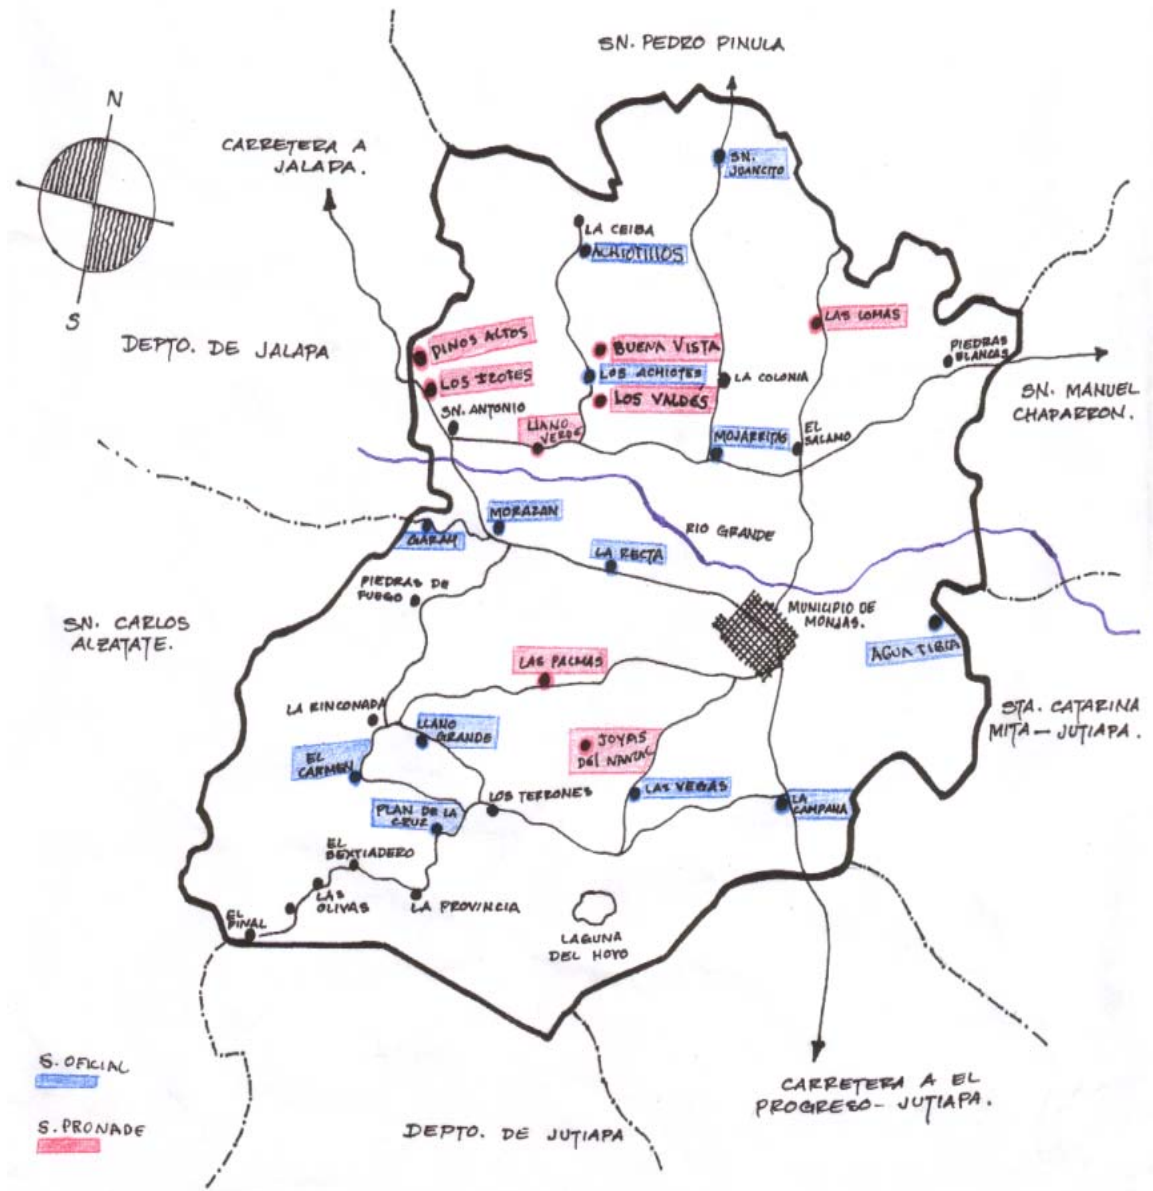 SN. PEDRO PINULA
N
CARRETERA A
JALAPA.
SN.
JUANCITO
LA CEIBA
ACHIOTILLOS
S
DEPTO. DE JALAPA
PINOS ALTOS
LOS IZOTES
SN. ANTONIO
BUENA VISTA
LOS ACHIOTES
LOS VALDÉS
LLANO
VERDE
LAS LOMAS
LA COLONIA
PIEDRAS
BLANCAS
SN. MANUEL
CHAPARRON.
MOJARRITAS
EL
SALAMO
MORAZAN
GARAY
RIO GRANDE
LA RECTA
PIEDRAS DE
FUEGO
MUNICIPIO DE
MONJAS.
SN. CARLOS
ALZATATE.
AGUA TIBIA
LAS PALMAS
LA RINCONADA
LLANO
GRANDE
STA. CATARINA
MITA - JUTIAPA.
JOYAS
DEL NANZAL
EL
CARMEN
LAS VEGAS
LA
CAMPANA
LOS TERRONES
PLAN DE LA
CRUZ
EL
BEXTIADERO
LAS
OLIVAS
LA PROVINCIA
EL
PINAL
LAGUNA
DEL HOYO
S. OFICIAL
S. PRONADE
CARRETERA A EL
PROGRESO - JUTIAPA.
DEPTO. DE JUTIAPA